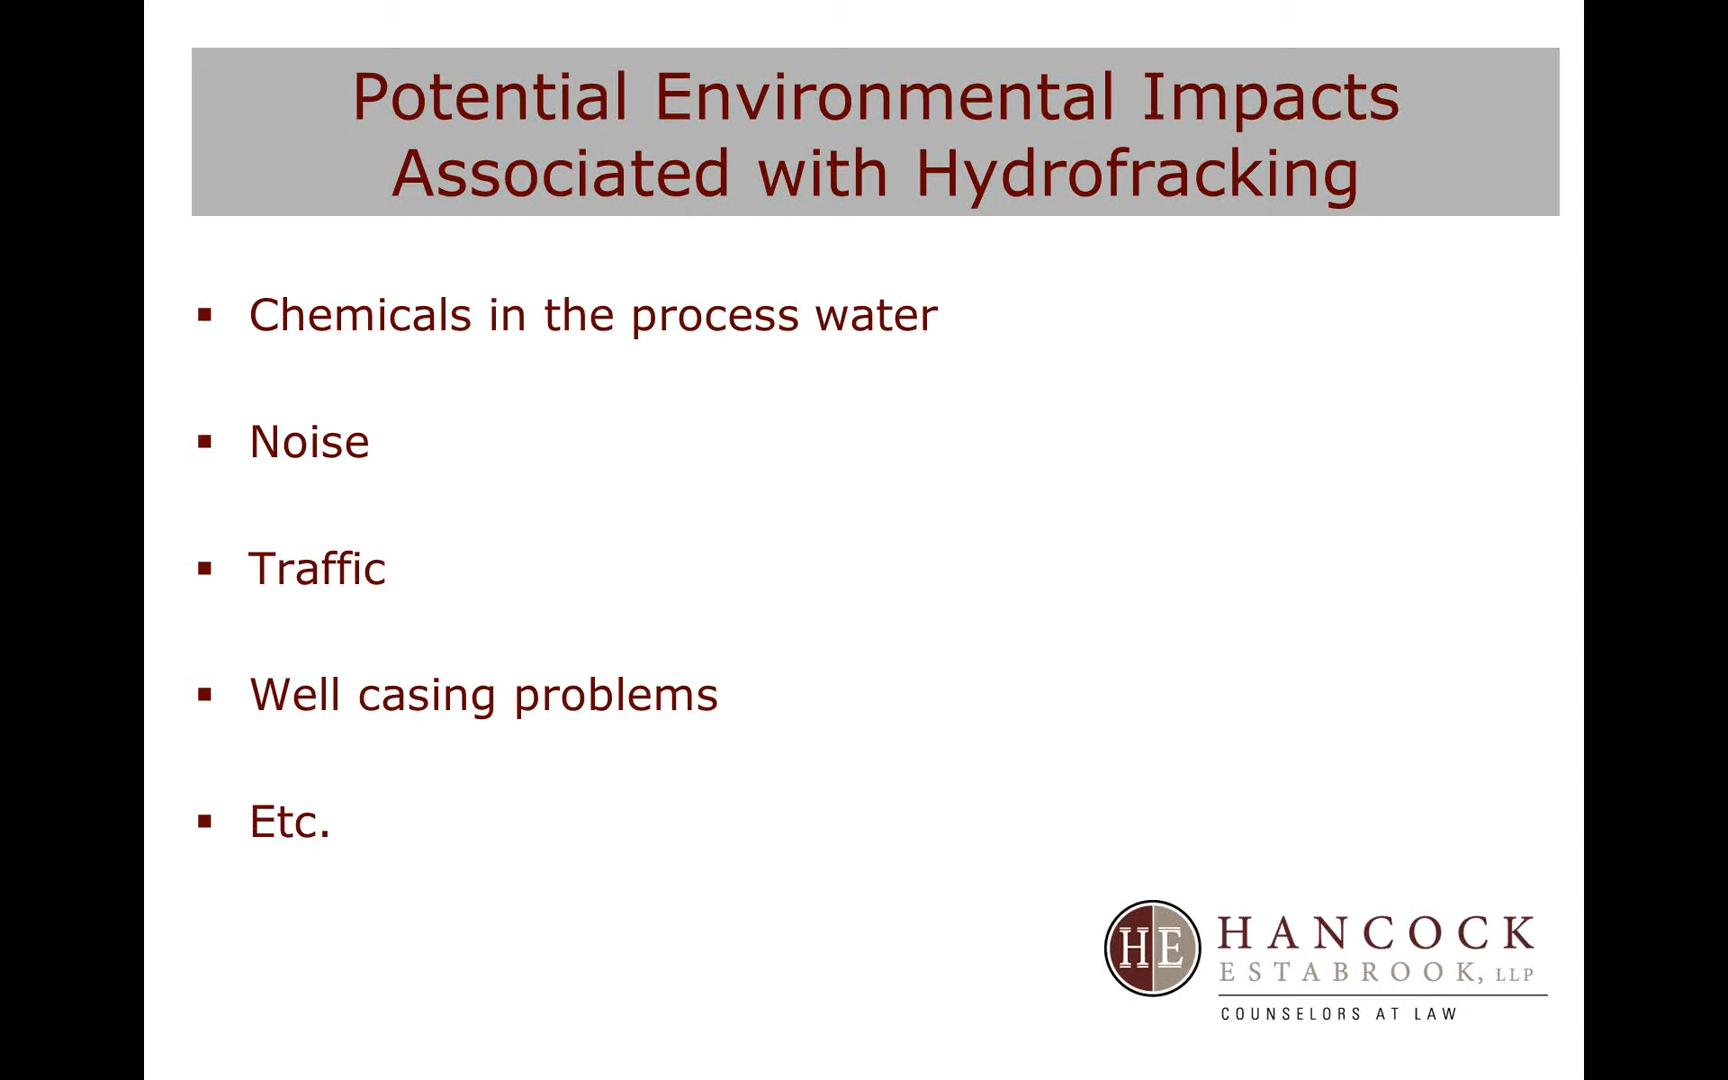 Potential Environmental Impacts
Associated with Hydrofracking
▪ Chemicals in the process water
▪ Noise
▪ Traffic
▪ Well casing problems
▪ Etc.
HE
HANCOCK
ESTABROOK, LLP
COUNSELORS AT LAW